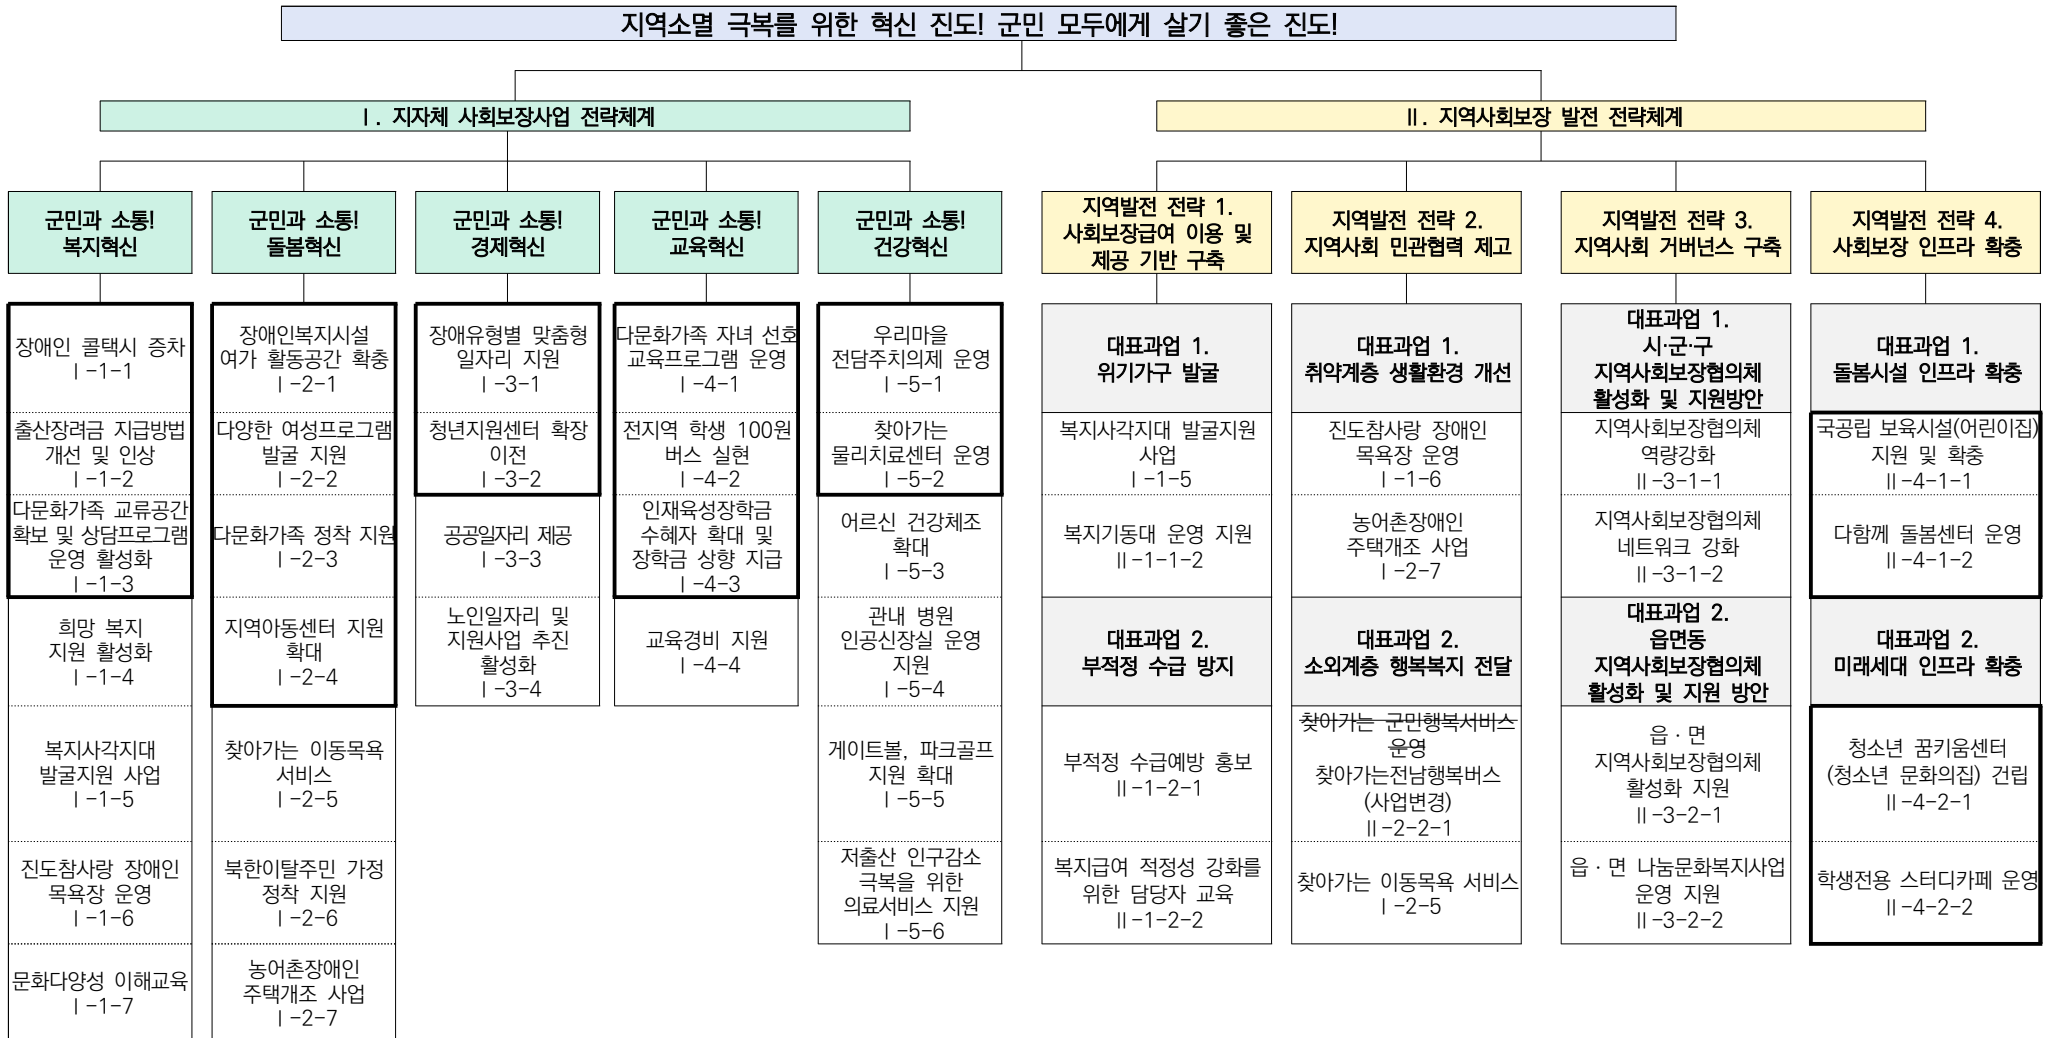 지역소멸 극복를 위한 혁신 진도! 군민 모두에게 살기 좋은 진도!
Ⅰ. 지자체 사회보장사업 전략체계
군민과 소통!
복지혁신
장애인 콜택시 증차
Ⅰ-1-1
출산장려금 지급방법
개선 및 인상
Ⅰ-1-2
다문화가족 교류공간
확보 및 상담프로그램
운영 활성화
Ⅰ-1-3
희망 복지
지원 활성화
Ⅰ-1-4
복지사각지대
발굴지원 사업
Ⅰ-1-5
진도참사랑 장애인
목욕장 운영
Ⅰ-1-6
문화다양성 이해교육
Ⅰ-1-7
군민과 소통!
돌봄혁신
장애인복지시설
여가 활동공간 확충
Ⅰ-2-1
다양한 여성프로그램
발굴 지원
Ⅰ-2-2
다문화가족 정착 지원
Ⅰ-2-3
지역아동센터 지원
확대
Ⅰ-2-4
찾아가는 이동목욕
서비스
Ⅰ-2-5
북한이탈주민 가정
정착 지원
Ⅰ-2-6
농어촌장애인
주택개조 사업
Ⅰ-2-7
군민과 소통!
경제혁신
장애유형별 맞춤형
일자리 지원
Ⅰ-3-1
청년지원센터 확장
이전
Ⅰ-3-2
공공일자리 제공
Ⅰ-3-3
노인일자리 및
지원사업 추진
활성화
Ⅰ-3-4
군민과 소통!
교육혁신
다문화가족 자녀 선호
교육프로그램 운영
Ⅰ-4-1
전지역 학생 100원
버스 실현
Ⅰ-4-2
인재육성장학금
수혜자 확대 및
장학금 상향 지급
Ⅰ-4-3
교육경비 지원
Ⅰ-4-4
군민과 소통!
건강혁신
우리마을
전담주치의제 운영
Ⅰ-5-1
찾아가는
물리치료센터 운영
Ⅰ-5-2
어르신 건강체조
확대
Ⅰ-5-3
관내 병원
인공신장실 운영
지원
Ⅰ-5-4
게이트볼, 파크골프
지원 확대
Ⅰ-5-5
저출산 인구감소
극복을 위한
의료서비스 지원
Ⅰ-5-6
Ⅱ. 지역사회보장 발전 전략체계
지역발전 전략 1.
사회보장급여 이용 및
제공 기반 구축
대표과업 1.
위기가구 발굴
복지사각지대 발굴지원
사업
Ⅰ-1-5
복지기동대 운영 지원
Ⅱ-1-1-2
대표과업 2.
부적정 수급 방지
부적정 수급예방 홍보
Ⅱ-1-2-1
복지급여 적정성 강화를
위한 담당자 교육
Ⅱ-1-2-2
지역발전 전략 2.
지역사회 민관협력 제고
대표과업 1.
취약계층 생활환경 개선
진도참사랑 장애인
목욕장 운영
Ⅰ-1-6
농어촌장애인
주택개조 사업
Ⅰ-2-7
대표과업 2.
소외계층 행복복지 전달
찾아가는 군민행복서비스
운영
찾아가는전남행복버스
(사업변경)
Ⅱ-2-2-1
찾아가는 이동목욕 서비스
Ⅰ-2-5
지역발전 전략 3.
지역사회 거버넌스 구축
대표과업 1.
시·군·구
지역사회보장협의체
활성화 및 지원방안
지역사회보장협의체
역량강화
Ⅱ-3-1-1
지역사회보장협의체
네트워크 강화
Ⅱ-3-1-2
대표과업 2.
읍면동
지역사회보장협의체
활성화 및 지원 방안
읍·면
지역사회보장협의체
활성화 지원
Ⅱ-3-2-1
읍·면 나눔문화복지사업
운영 지원
Ⅱ-3-2-2
지역발전 전략 4.
사회보장 인프라 확충
대표과업 1.
돌봄시설 인프라 확충
국공립 보육시설(어린이집)
지원 및 확충
Ⅱ-4-1-1
다함께 돌봄센터 운영
Ⅱ-4-1-2
대표과업 2.
미래세대 인프라 확충
청소년 꿈키움센터
(청소년 문화의집) 건립
Ⅱ-4-2-1
학생전용 스터디카페 운영
Ⅱ-4-2-2